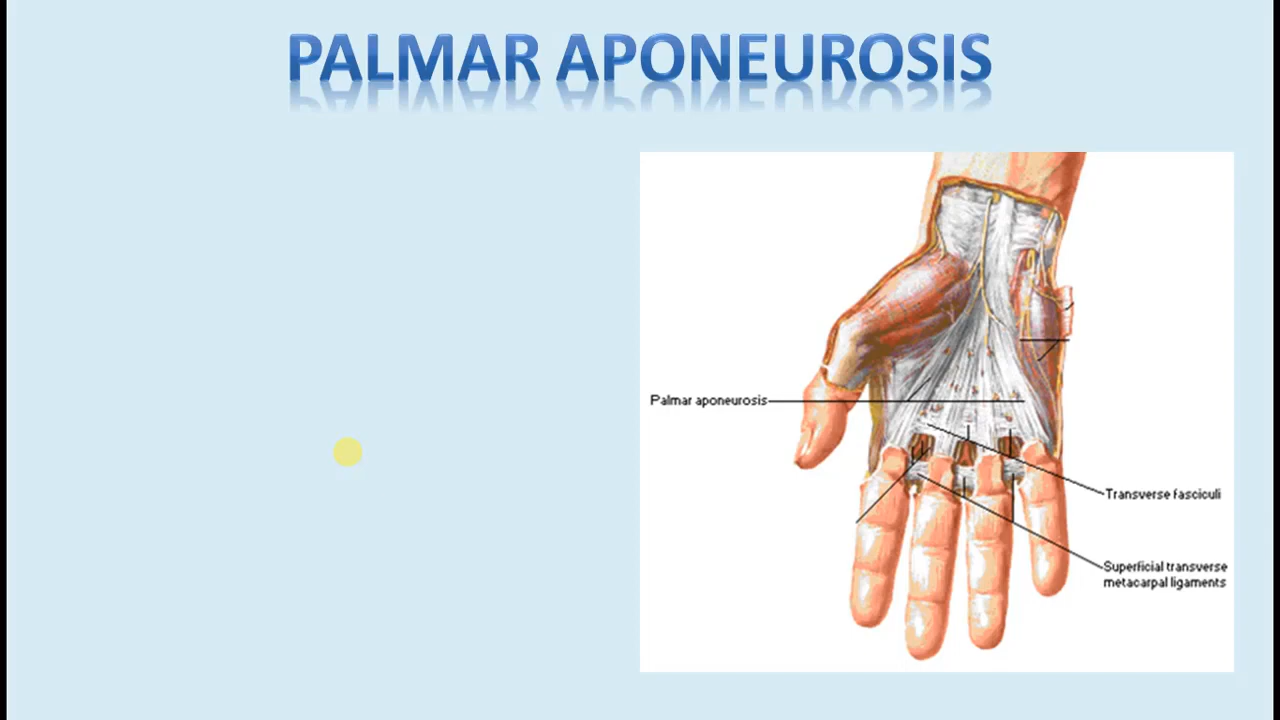 PALMAR APONEUROSIS
Palmar aponeurosis
Transverse fasciculi
Superficial transverse
metacarpal ligaments